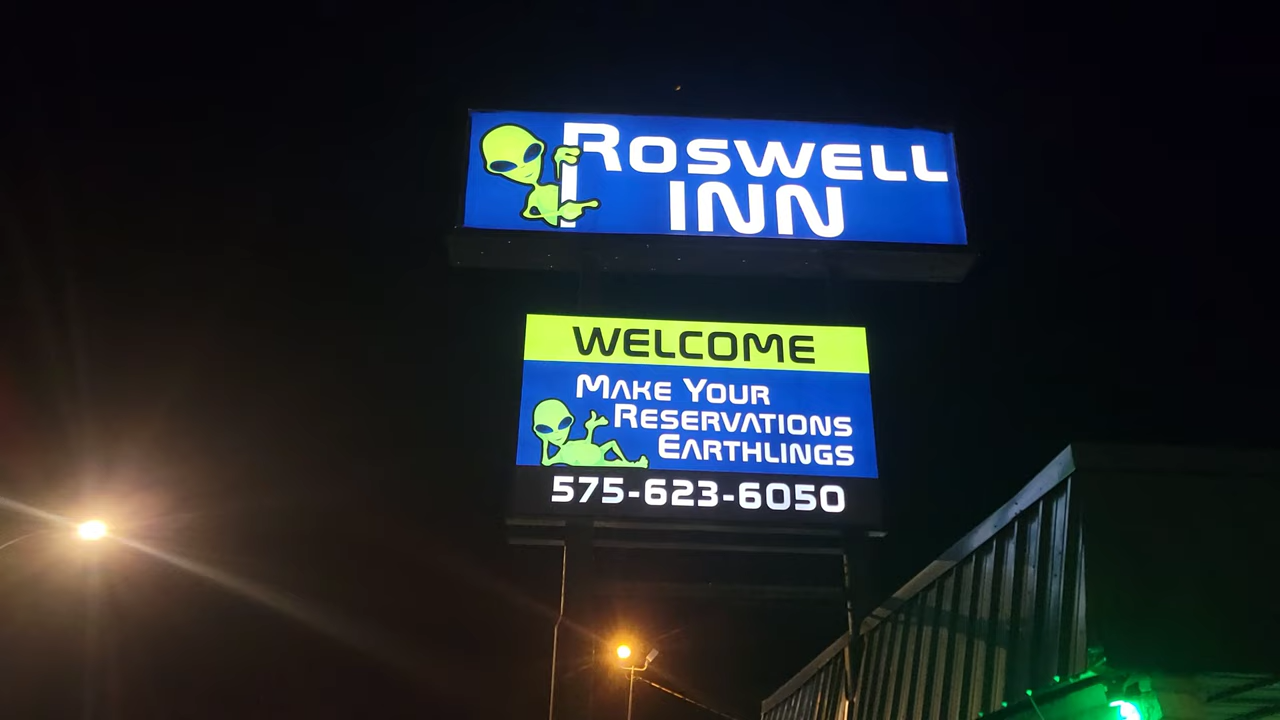 ROSWELL
INN
WELCOME
MAKE YOUR
RESERVATIONS
EARTHLINGS
575-623-6050